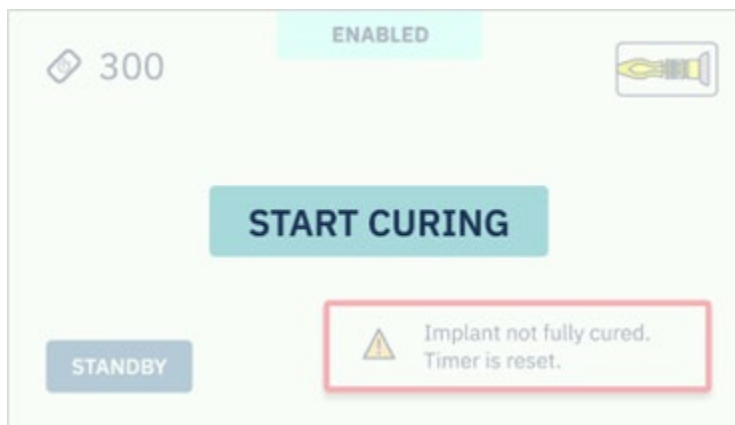 ENABLED
300
START CURING
Implant not fully cured.
Timer is reset.
STANDBY